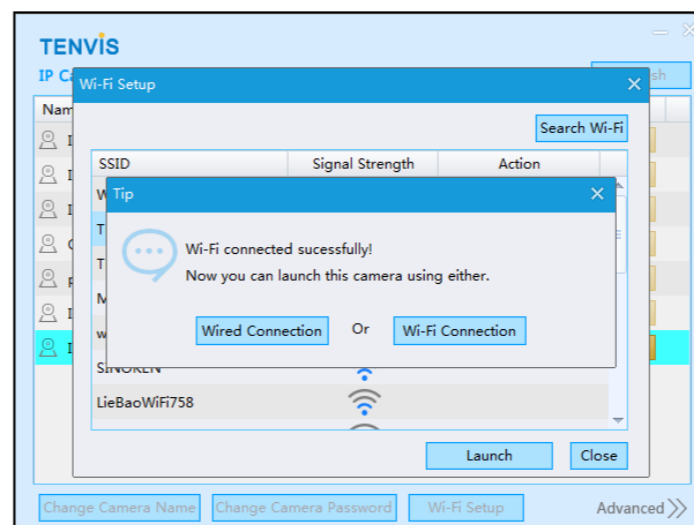 TENVIS
IP C
sh
Wi-Fi Setup
Nam
Search Wi-Fi
SSID Signal Strength Action
Tip
Wi-Fi connected sucessfully!
Now you can launch this camera using either.
Wired Connection Or Wi-Fi Connection
LieBaoWiFi758
Launch Close
Change Camera Name Change Camera Password Wi-Fi Setup Advanced